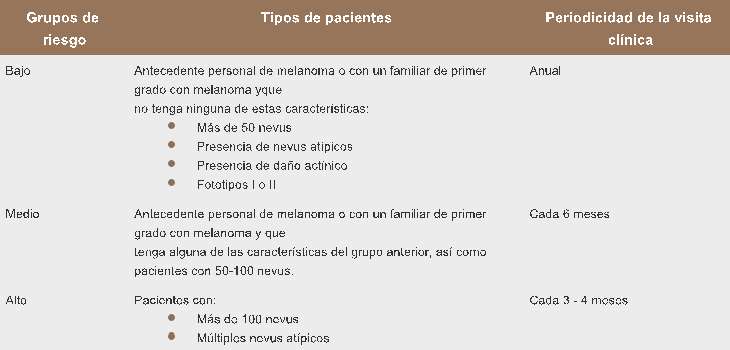 Grupos de riesgo
Tipos de pacientes
Periodicidad de la visita clínica
Bajo
Antecedente personal de melanoma o con un familiar de primer
grado con melanoma yque
no tenga ninguna de estas características:
Más de 50 nevus
Presencia de nevus atípicos
Presencia de daño actínico
Fototipos I o II
Anual
Medio
Antecedente personal de melanoma o con un familiar de primer
grado con melanoma y que
tenga alguna de las características del grupo anterior, así como
pacientes con 50-100 nevus.
Cada 6 meses
Alto
Pacientes con:
Más de 100 nevus
Múltiples nevus atípicos
Cada 3 - 4 meses